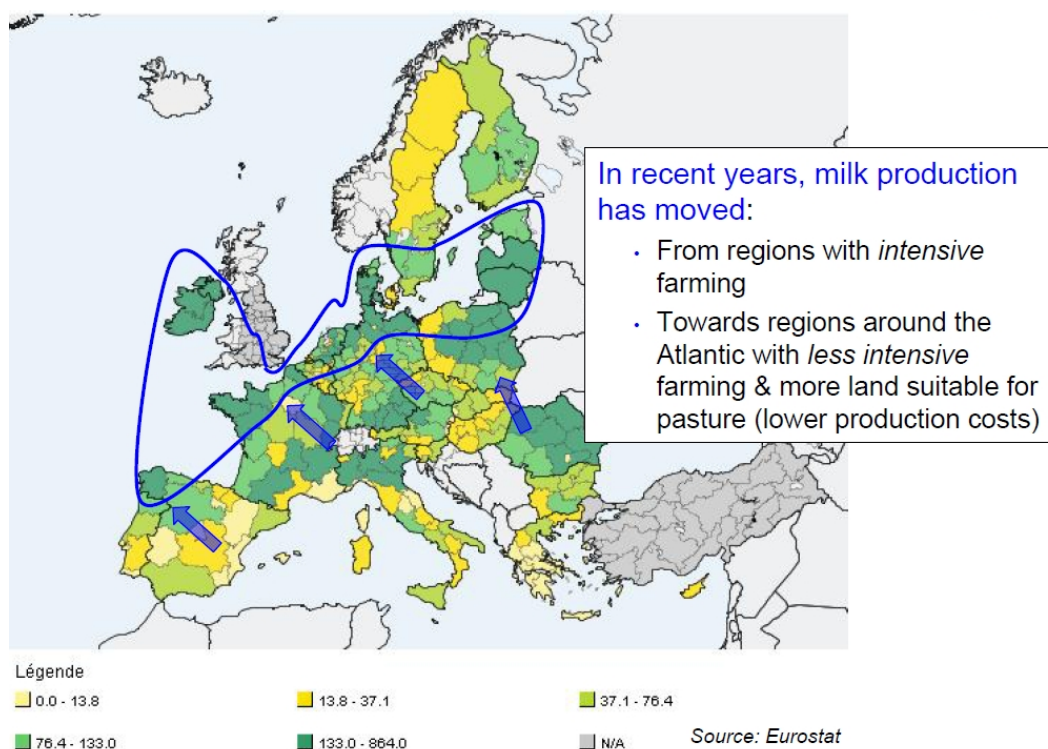 In recent years, milk production
has moved:
• From regions with intensive
farming
• Towards regions around the
Atlantic with less intensive
farming & more land suitable for
pasture (lower production costs)
Légende
0.0 - 13.8
13.8 - 37.1
37.1 - 76.4
76.4 - 133.0
133.0 - 864.0
N/A
Source: Eurostat